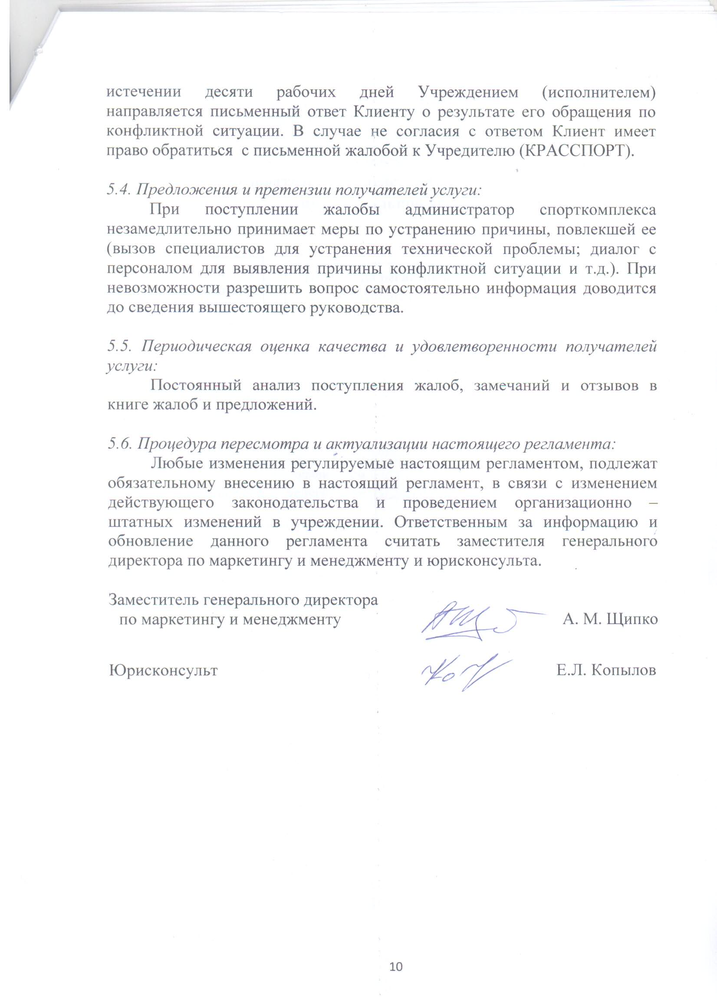 истечении десяти рабочих дней Учреждением (исполнителем)
направляется письменный ответ Клиенту о результате его обращения по
конфликтной ситуации. В случае не согласия с ответом Клиент имеет
право обратиться с письменной жалобой к Учредителю (КРАССПОРТ).
5.4. Предложения и претензии получателей услуги:
При поступлении жалобы администратор спорткомплекса
незамедлительно принимает меры по устранению причины, повлекшей ее
(вызов специалистов для устранения технической проблемы; диалог с
персоналом для выявления причины конфликтной ситуации и т.д.). При
невозможности разрешить вопрос самостоятельно информация доводится
до сведения вышестоящего руководства.
5.5. Периодическая оценка качества и удовлетворенности получателей
услуги:
Постоянный анализ поступления жалоб, замечаний и отзывов в
книге жалоб и предложений.
5.6. Процедура пересмотра и актуализации настоящего регламента:
Любые изменения регулируемые настоящим регламентом, подлежат
обязательному внесению в настоящий регламент, в связи с изменением
действующего законодательства и проведением организационно –
штатных изменений в учреждении. Ответственным за информацию и
обновление данного регламента считать заместителя генерального
директора по маркетингу и менеджменту и юрисконсульта.
Заместитель генерального директора
по маркетингу и менеджменту А. М. Щипко
Юрисконсульт Е.Л. Копылов
10